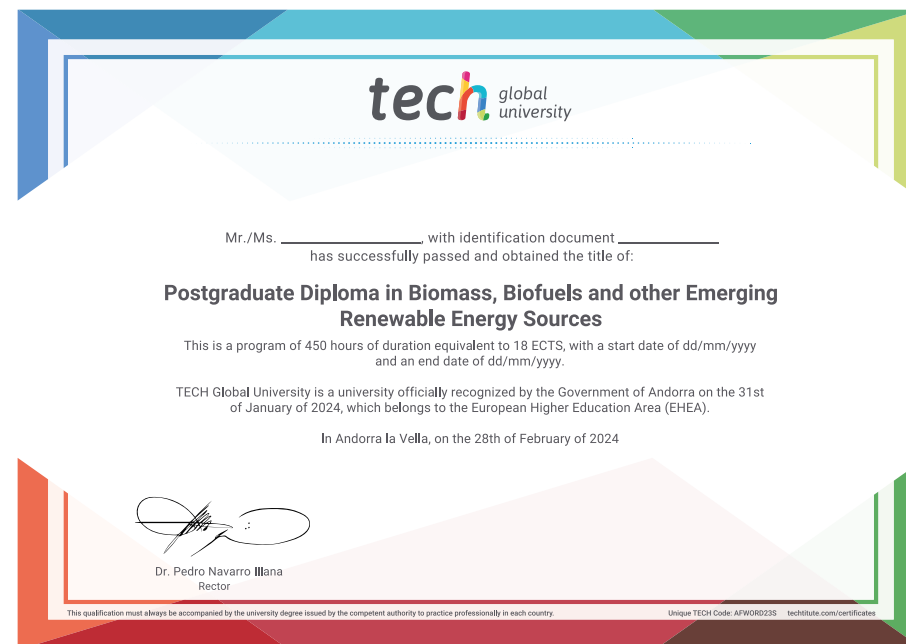 tech global
university
Mr./Ms. ____________, with identification document ____________
has successfully passed and obtained the title of:
Postgraduate Diploma in Biomass, Biofuels and other Emerging
Renewable Energy Sources
This is a program of 450 hours of duration equivalent to 18 ECTS, with a start date of dd/mm/yyyy
and an end date of dd/mm/yyyy.
TECH Global University is a university officially recognized by the Government of Andorra on the 31st
of January of 2024, which belongs to the European Higher Education Area (EHEA).
In Andorra la Vella, on the 28th of February of 2024
Dr. Pedro Navarro Illana
Rector
This qualification must always be accompanied by the university degree issued by the competent authority to practice professionally in each country.
Unique TECH Code: AFWORD23S techtitute.com/certificates